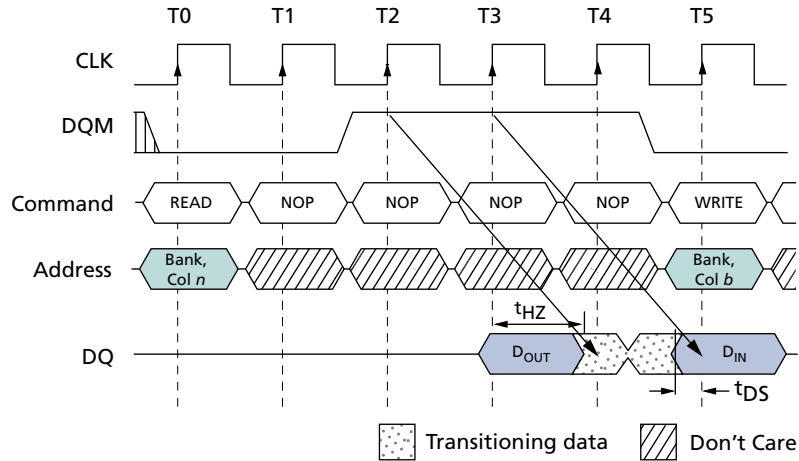 T0 T1 T2 T3 T4 T5
CLK
DQM
Command READ NOP NOP NOP NOP WRITE
Address Bank, Col n Bank, Col b
tHZ
DQ DOUT DIN
tDS
Transitioning data Don't Care